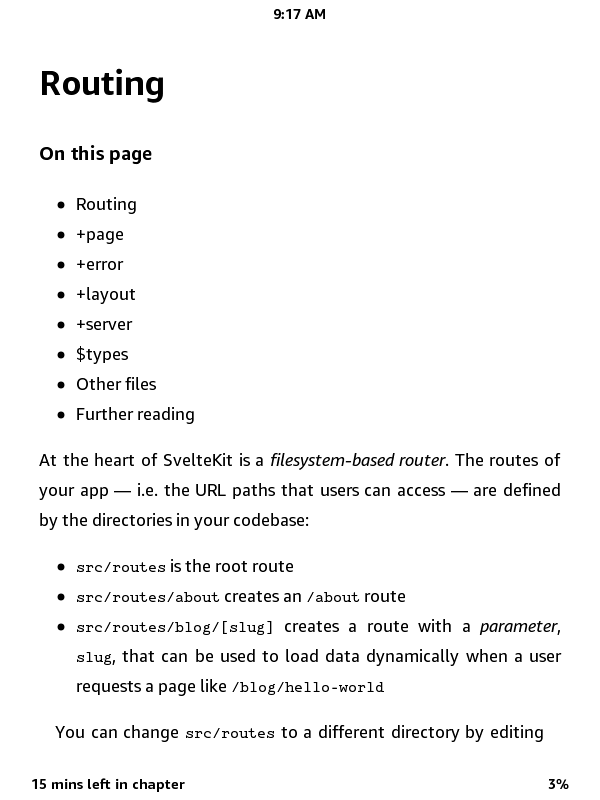 9:17 AM
Routing
On this page
• Routing
• +page
• +error
• +layout
• +server
• $types
• Other files
• Further reading
At the heart of SvelteKit is a filesystem-based router. The routes of
your app — i.e. the URL paths that users can access — are defined
by the directories in your codebase:
• src/routes is the root route
• src/routes/about creates an /about route
• src/routes/blog/[slug] creates a route with a parameter,
slug, that can be used to load data dynamically when a user
requests a page like /blog/hello-world
You can change src/routes to a different directory by editing
15 mins left in chapter 3%